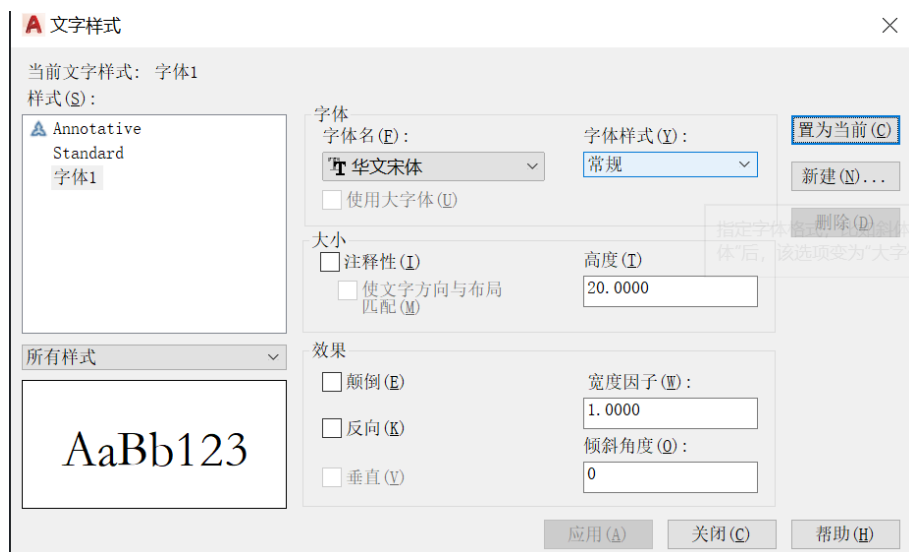 文字样式
当前文字样式: 字体1
样式(S):
Annotative
Standard
字体1
所有样式
AaBb123
字体
字体名(F):
华文宋体
使用大字体(U)
字体样式(Y):
常规
大小
注释性(I)
使文字方向与布局
匹配(M)
高度(T)
20.0000
效果
颠倒(E)
反向(K)
垂直(V)
宽度因子(W):
1.0000
倾斜角度(O):
0
置为当前(C)
新建(N)...
删除(D)
体”后，该选项变为“大字
应用(A)
关闭(C)
帮助(H)